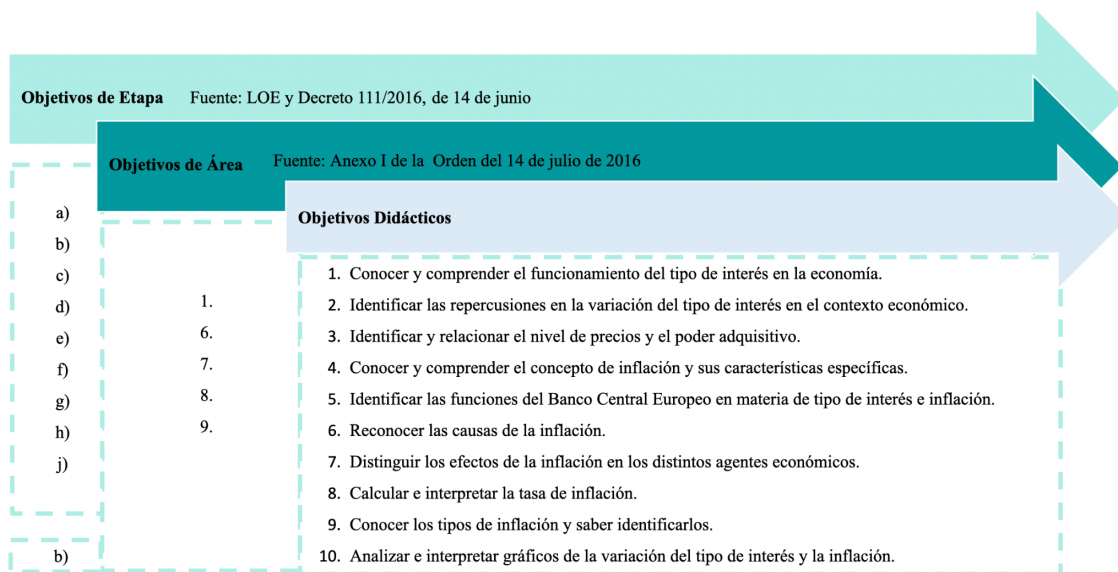 Objetivos de Etapa Fuente: LOE y Decreto 111/2016, de 14 de junio
Objetivos de Área Fuente: Anexo I de la Orden del 14 de julio de 2016
Objetivos Didácticos
a)
b)
c)
d)
e)
f)
g)
h)
j)
b)
1.
6.
7.
8.
9.
1. Conocer y comprender el funcionamiento del tipo de interés en la economía.
2. Identificar las repercusiones en la variación del tipo de interés en el contexto económico.
3. Identificar y relacionar el nivel de precios y el poder adquisitivo.
4. Conocer y comprender el concepto de inflación y sus características específicas.
5. Identificar las funciones del Banco Central Europeo en materia de tipo de interés e inflación.
6. Reconocer las causas de la inflación.
7. Distinguir los efectos de la inflación en los distintos agentes económicos.
8. Calcular e interpretar la tasa de inflación.
9. Conocer los tipos de inflación y saber identificarlos.
10. Analizar e interpretar gráficos de la variación del tipo de interés y la inflación.